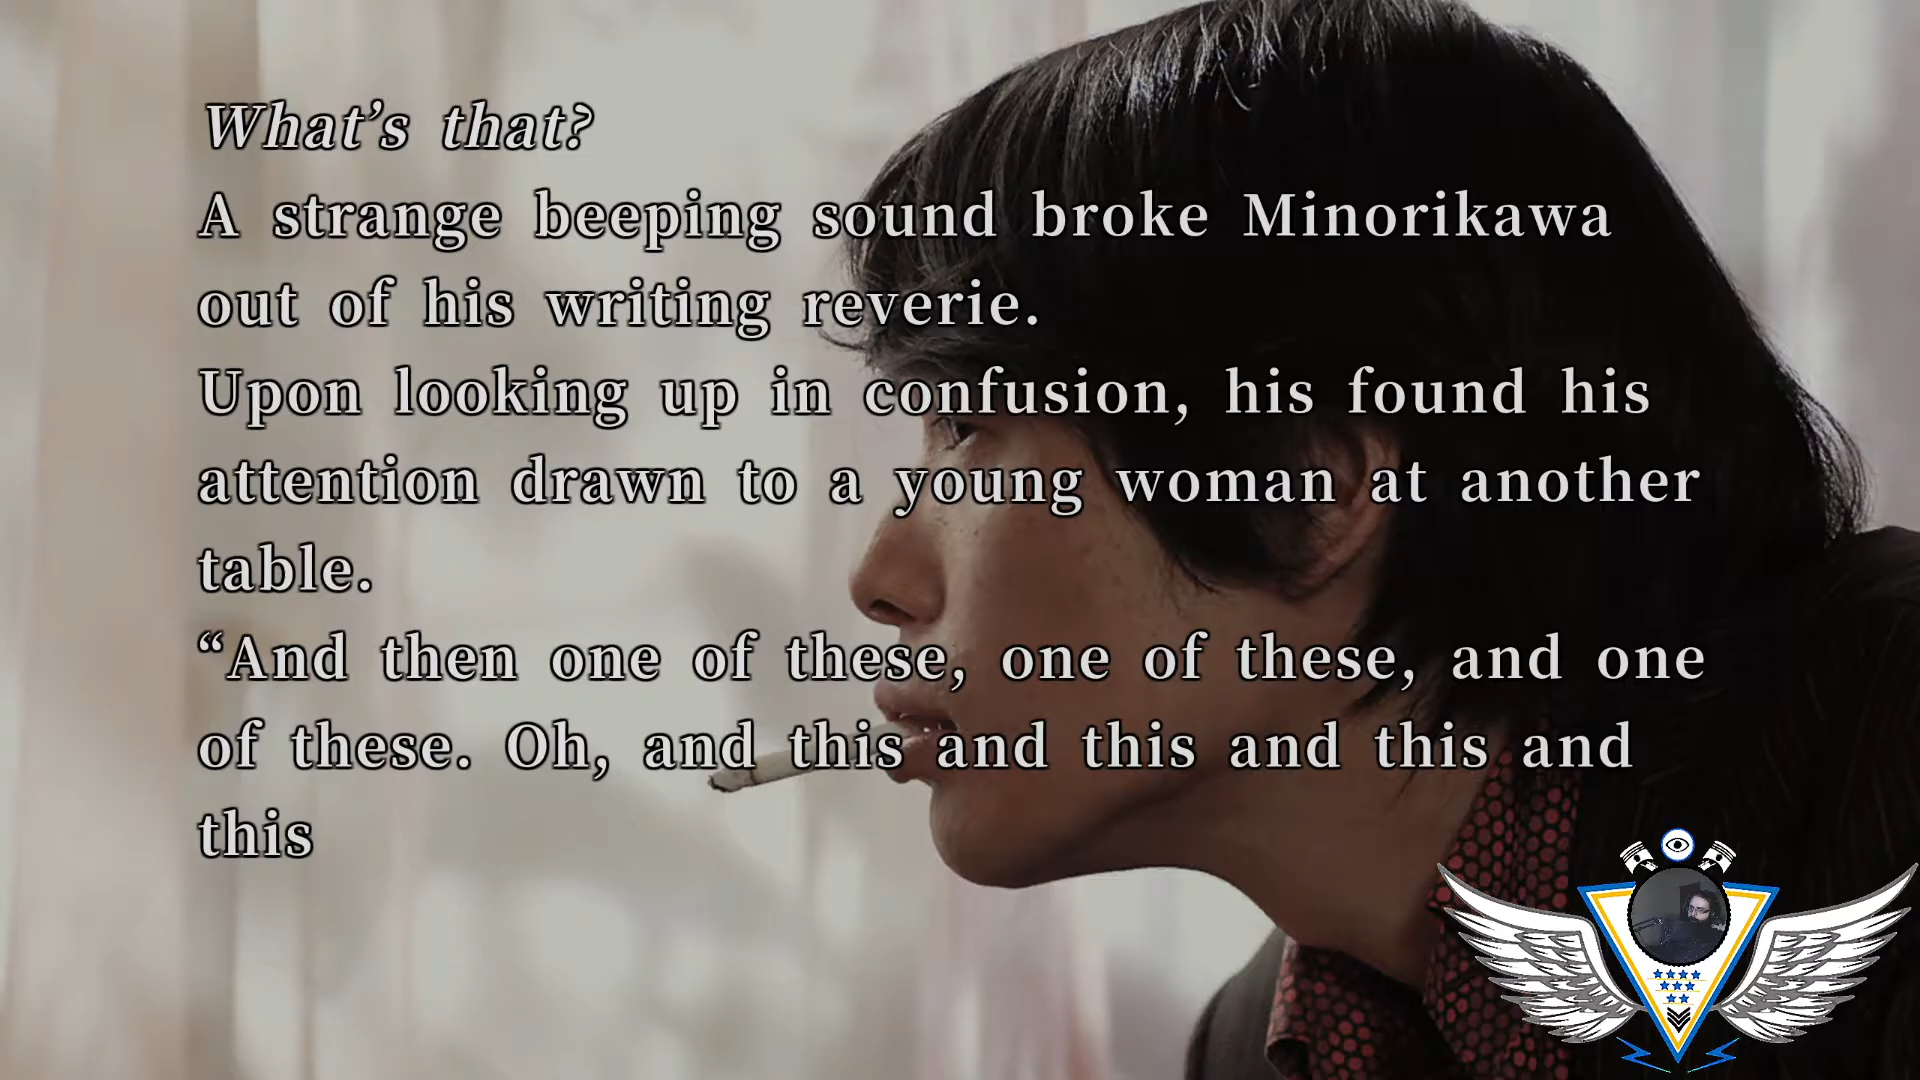 What’s that?
A strange beeping sound broke Minorikawa
out of his writing reverie.
Upon looking up in confusion, his found his
attention drawn to a young woman at another
table.
“And then one of these, one of these, and one
of these. Oh, and this and this and this and
this